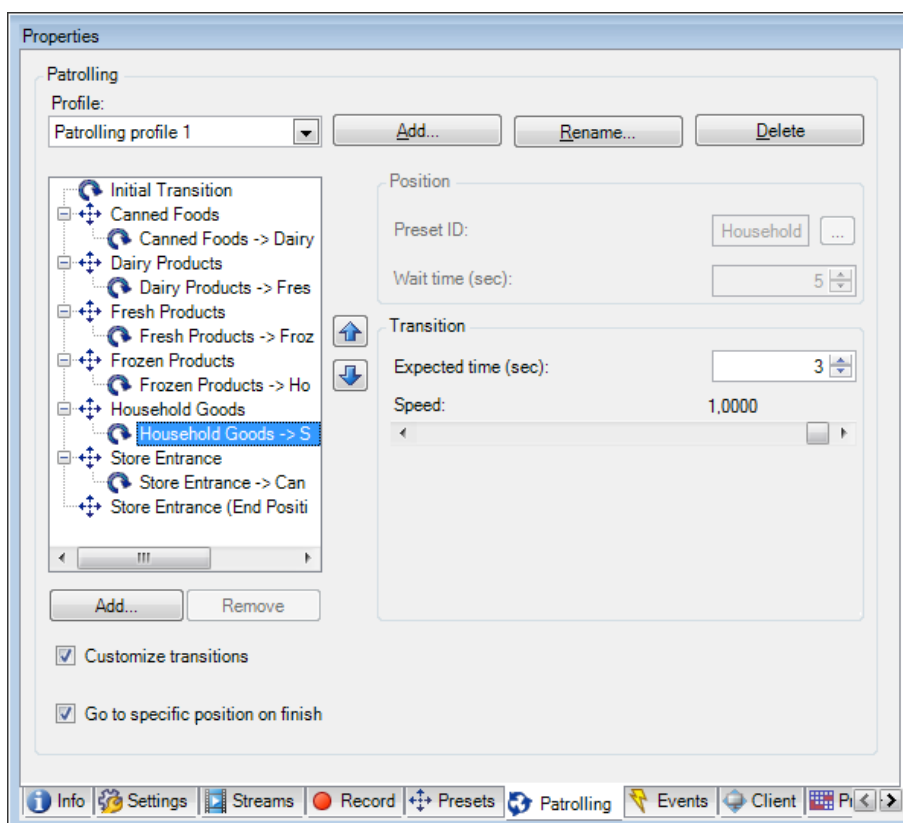 Properties
Patrolling
Profile:
Patrolling profile 1
Add...
Rename...
Delete
Initial Transition
Canned Foods
Canned Foods -> Dairy
Dairy Products
Dairy Products -> Fres
Fresh Products
Fresh Products -> Froz
Frozen Products
Frozen Products -> Ho
Household Goods
Household Goods -> S
Store Entrance
Store Entrance -> Can
Store Entrance (End Positi
Add...
Remove
Customize transitions
Go to specific position on finish
Position
Preset ID:
Household
...
Wait time (sec):
5
Transition
Expected time (sec):
3
Speed:
1,0000
Info
Settings
Streams
Record
Presets
Patrolling
Events
Client